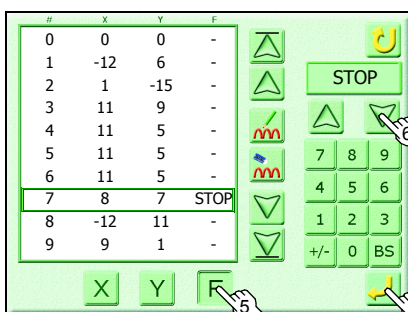 # X Y F
0 0 0 -
1 -12 6 -
2 1 -15 -
3 11 9 -
4 11 5 -
5 11 5 -
6 11 5 -
7 8 7 STOP
8 -12 11 -
9 9 1 -
STOP
6
7 8 9
4 5 6
1 2 3
+/- 0 BS
X Y F
5